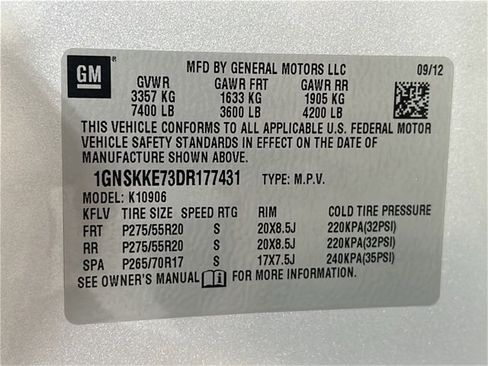 GM ®
MFD BY GENERAL MOTORS LLC 09/12
GVWR GAWR FRT GAWR RR
3357 KG 1633 KG 1905 KG
7400 LB 3600 LB 4200 LB
THIS VEHICLE CONFORMS TO ALL APPLICABLE U.S. FEDERAL MOTOR
VEHICLE SAFETY STANDARDS IN EFFECT ON THE DATE OF
MANUFACTURE SHOWN ABOVE.
1GNSKKE73DR177431 TYPE: M.P.V.
MODEL: K10906
KFLV TIRE SIZE SPEED RTG RIM COLD TIRE PRESSURE
FRT P275/55R20 S 20X8.5J 220KPA(32PSI)
RR P275/55R20 S 20X8.5J 220KPA(32PSI)
SPA P265/70R17 S 17X7.5J 240KPA(35PSI)
SEE OWNER'S MANUAL FOR MORE INFORMATION.